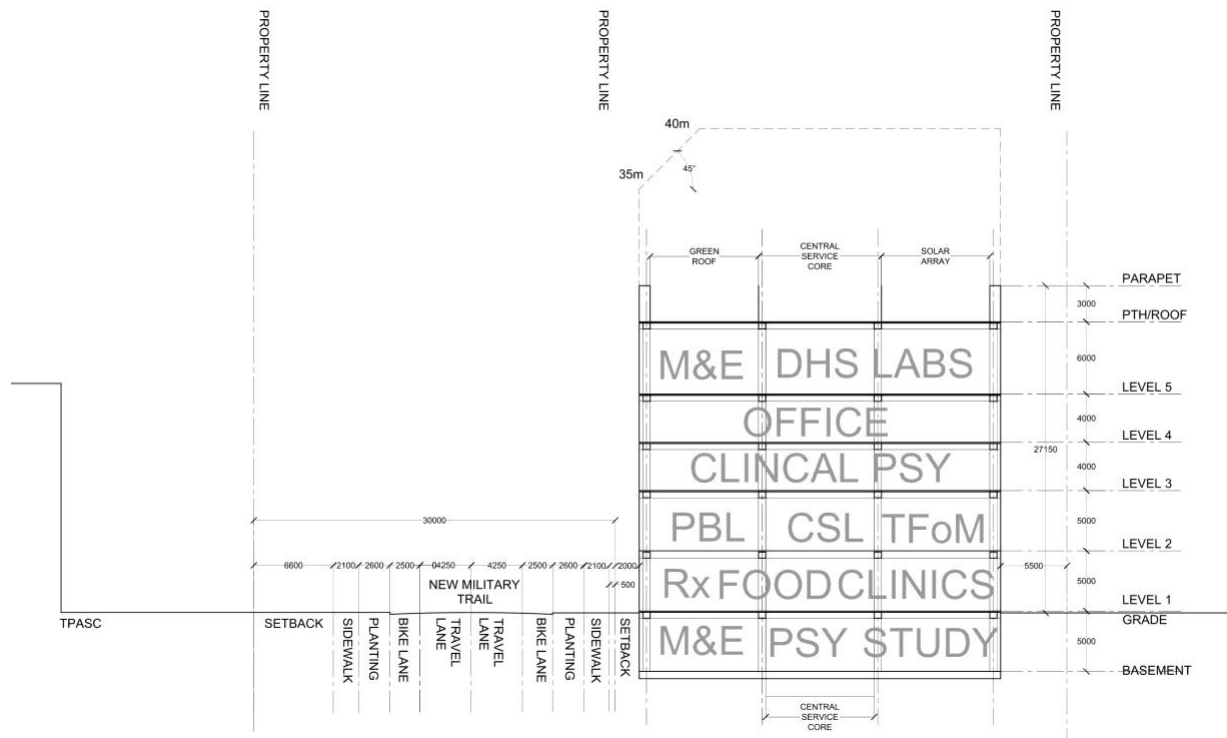 PROPERTY LINE
PROPERTY LINE
PROPERTY LINE
40m
45°
35m
GREEN
ROOF
CENTRAL
SERVICE
CORE
SOLAR
ARRAY
PARAPET
3000
PTH/ROOF
M&E DHS LABS
6000
LEVEL 5
OFFICE
4000
LEVEL 4
27150
CLINCAL PSY
4000
LEVEL 3
PBL CSL TFoM
5000
LEVEL 2
30000
6600 2100 2600 2500 04250 4250 2500 2600 2100 2000
500
5500
NEW MILITARY
TRAIL
Rx FOOD CLINICS
5000
LEVEL 1
GRADE
TPASC
SETBACK
SIDEWALK
PLANTING
BIKE LANE
TRAVEL
LANE
TRAVEL
LANE
BIKE LANE
PLANTING
SIDEWALK
SETBACK
M&E PSY STUDY
5000
BASEMENT
CENTRAL
SERVICE
CORE